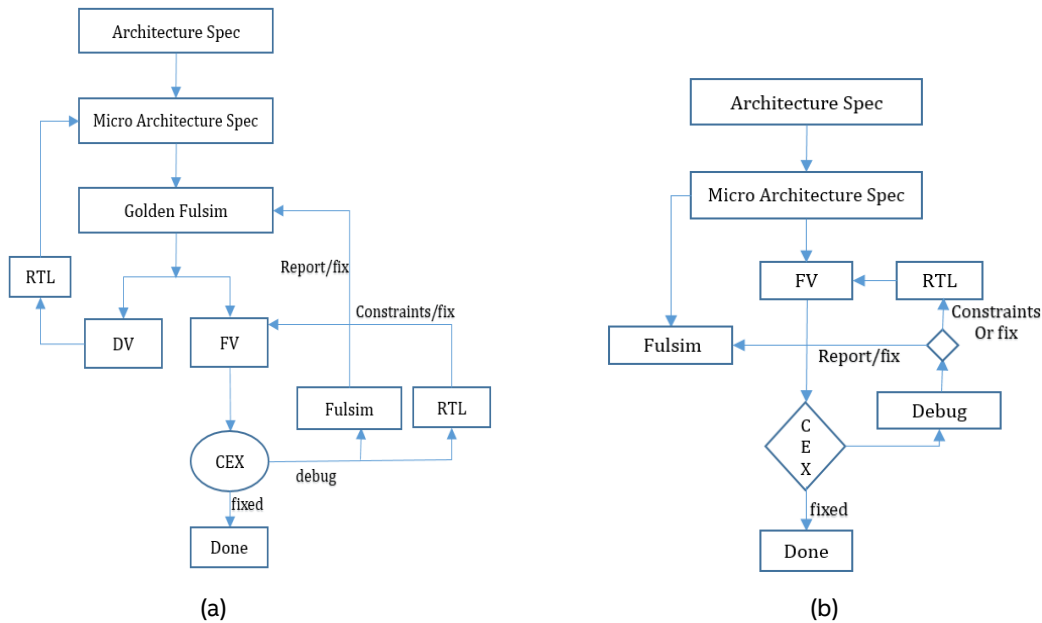 Architecture Spec
Micro Architecture Spec
Golden Fulsim
Report/fix
RTL
Constraints/fix
DV
FV
Fulsim
RTL
CEX
debug
fixed
Done
(a)
Architecture Spec
Micro Architecture Spec
FV
RTL
Constraints
Or fix
Fulsim
Report/fix
Debug
C
E
X
fixed
Done
(b)